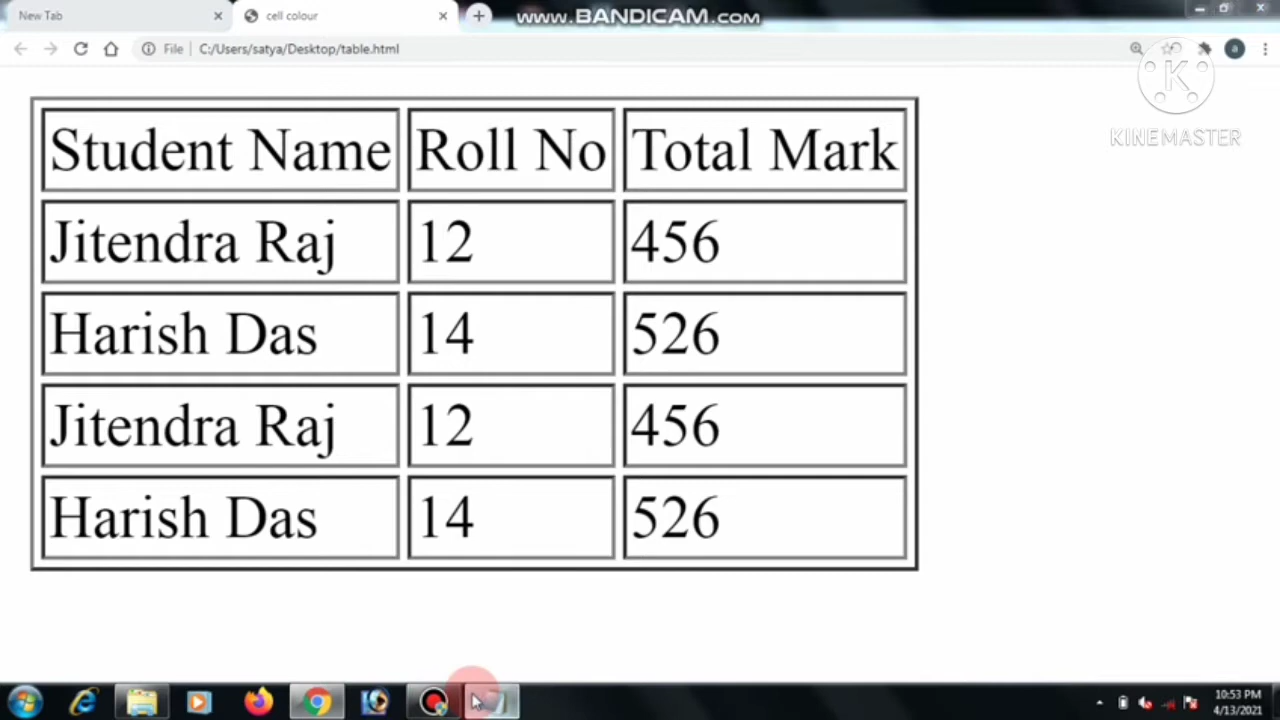 New Tab
cell colour
www.BANDICAM.com
File
C:/Users/satya/Desktop/table.html
a
K
KINEMASTER
Student Name Roll No Total Mark
Jitendra Raj 12 456
Harish Das 14 526
Jitendra Raj 12 456
Harish Das 14 526
10:53 PM
4/13/2021